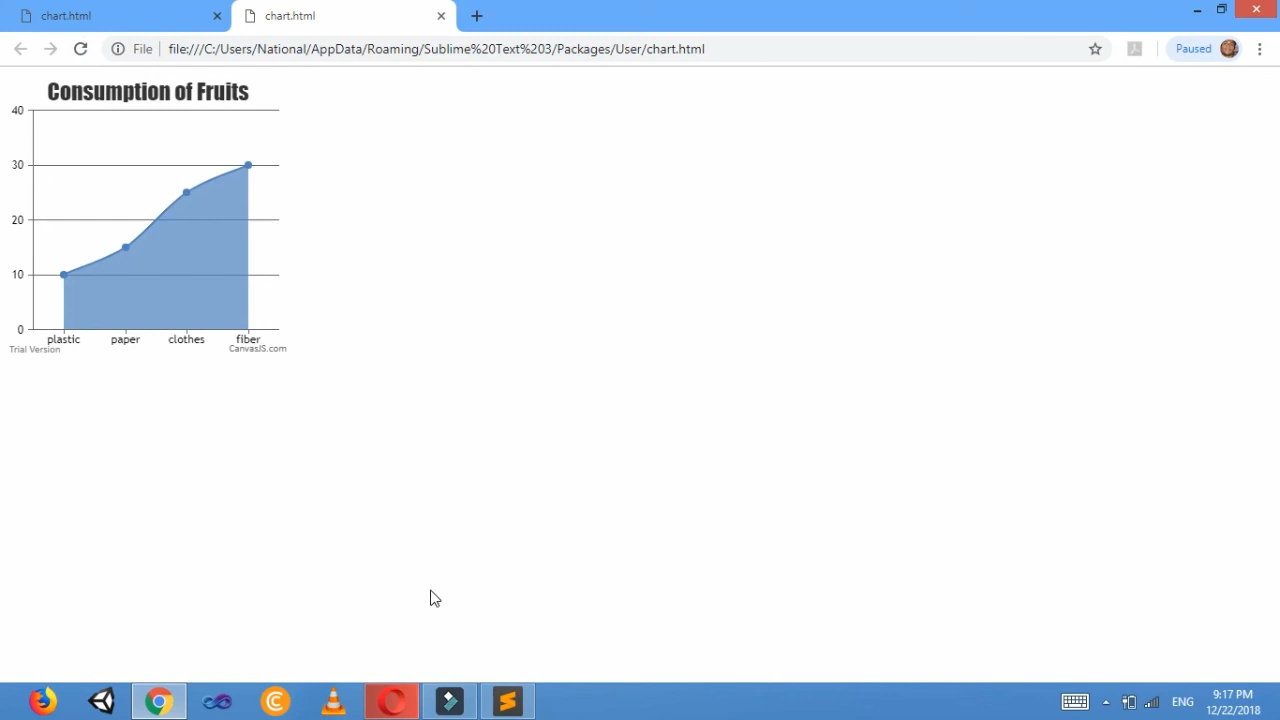 chart.html
chart.html
File
file:///C:/Users/National/AppData/Roaming/Sublime%20Text%203/Packages/User/chart.html
Paused
Consumption of Fruits
40
30
20
10
0
plastic paper clothes fiber
Trial Version
CanvasJS.com
ENG
9:17 PM
12/22/2018